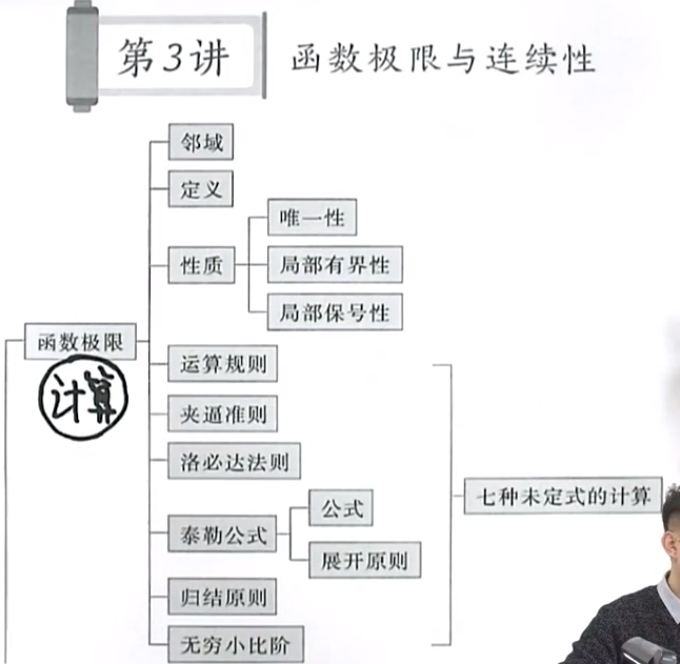 第3讲 函数极限与连续性
邻域
定义
唯一性
性质
局部有界性
局部保号性
函数极限
计算
运算规则
夹逼准则
洛必达法则
七种未定式的计算
公式
泰勒公式
展开原则
归结原则
无穷小比阶